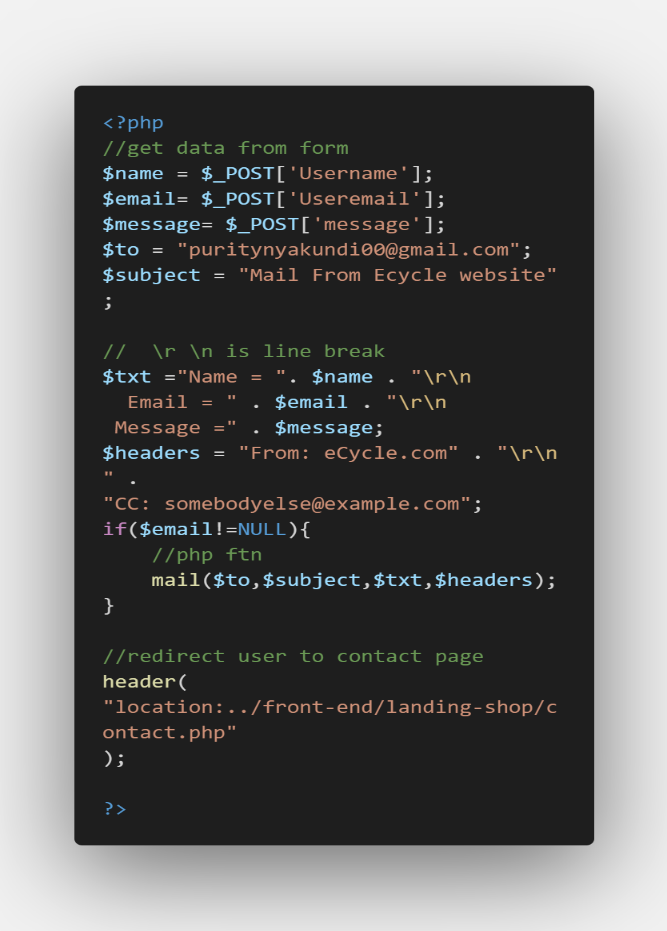 <?php
//get data from form
$name = $_POST['Username'];
$email= $_POST['Useremail'];
$message= $_POST['message'];
$to = "puritynyakundi00@gmail.com";
$subject = "Mail From Ecycle website"
;
//  \r \n is line break
$txt ="Name = ". $name . "\r\n
  Email = " . $email . "\r\n
 Message =" . $message;
$headers = "From: eCycle.com" . "\r\n
" .
"CC: somebodyelse@example.com";
if($email!=NULL){
    //php ftn
    mail($to,$subject,$txt,$headers);
}
//redirect user to contact page
header(
"location:../front-end/landing-shop/c
ontact.php"
);
?>